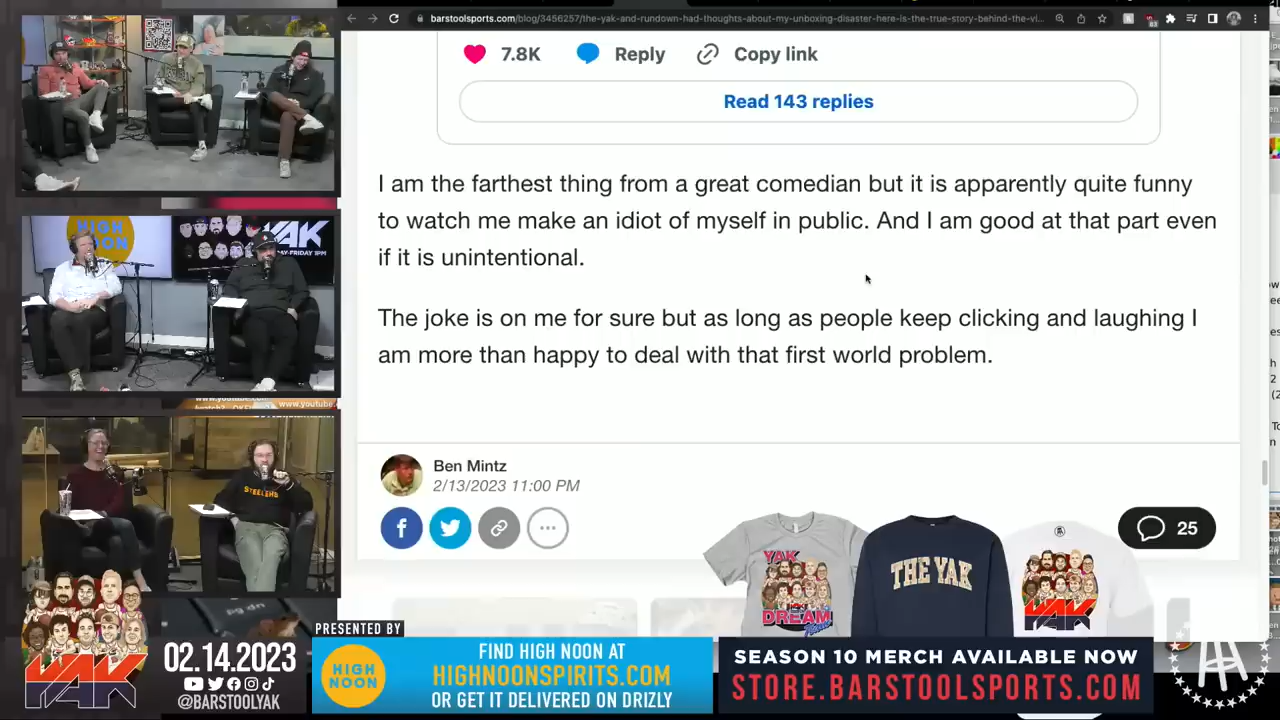 barstoolsports.com/blog/3456257/the-yak-and-rundown-had-thoughts-about-my-unboxing-disaster-here-is-the-true-story-behind-the-vi...
7.8K Reply Copy link
Read 143 replies
I am the farthest thing from a great comedian but it is apparently quite funny
to watch me make an idiot of myself in public. And I am good at that part even
if it is unintentional.
The joke is on me for sure but as long as people keep clicking and laughing I
am more than happy to deal with that first world problem.
Ben Mintz
2/13/2023 11:00 PM
25
HIGH
NOON
YAK
STEELERS
YAK
DREAM
THE YAK
YAK
Pg dn
YAK
02.14.2023
@BARSTOOLYAK
PRESENTED BY
HIGH
NOON
FIND HIGH NOON AT
HIGHNOONSPIRITS.COM
OR GET IT DELIVERED ON DRIZLY
SEASON 10 MERCH AVAILABLE NOW
STORE.BARSTOOLSPORTS.COM